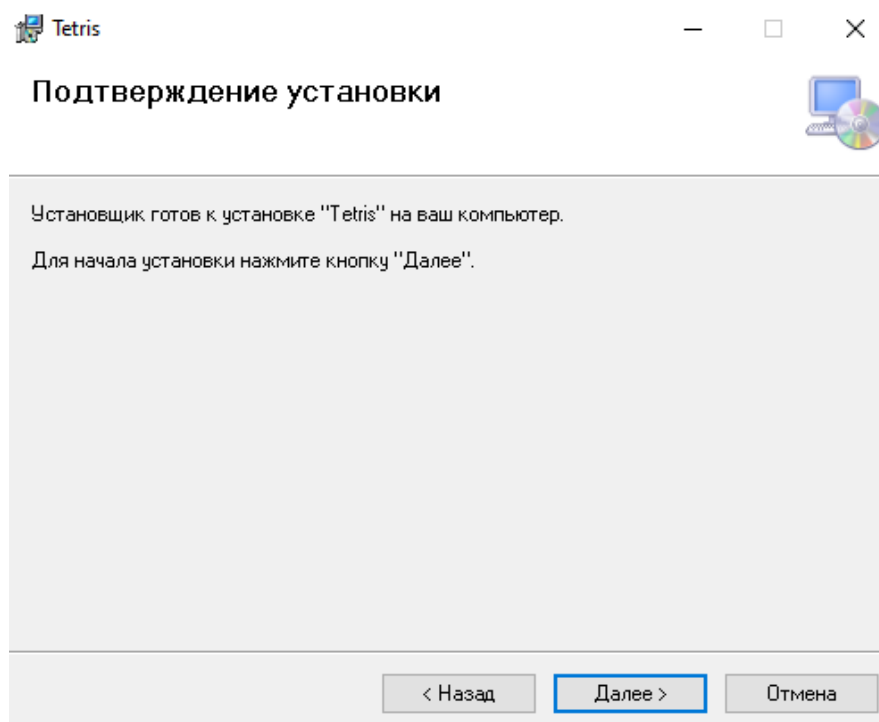 Tetris
Подтверждение установки
Установщик готов к установке "Tetris" на ваш компьютер.
Для начала установки нажмите кнопку "Далее".
< Назад
Далее >
Отмена